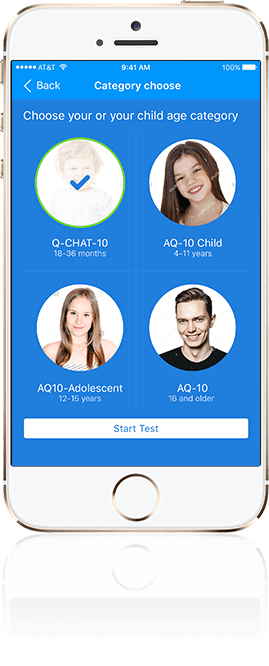 AT&T 9:41 AM 100%
Back Category choose
Choose your or your child age category
Q-CHAT-10 AQ-10 Child
18-36 months 4-11 years
AQ10-Adolescent AQ-10
12-15 years 16 and older
Start Test